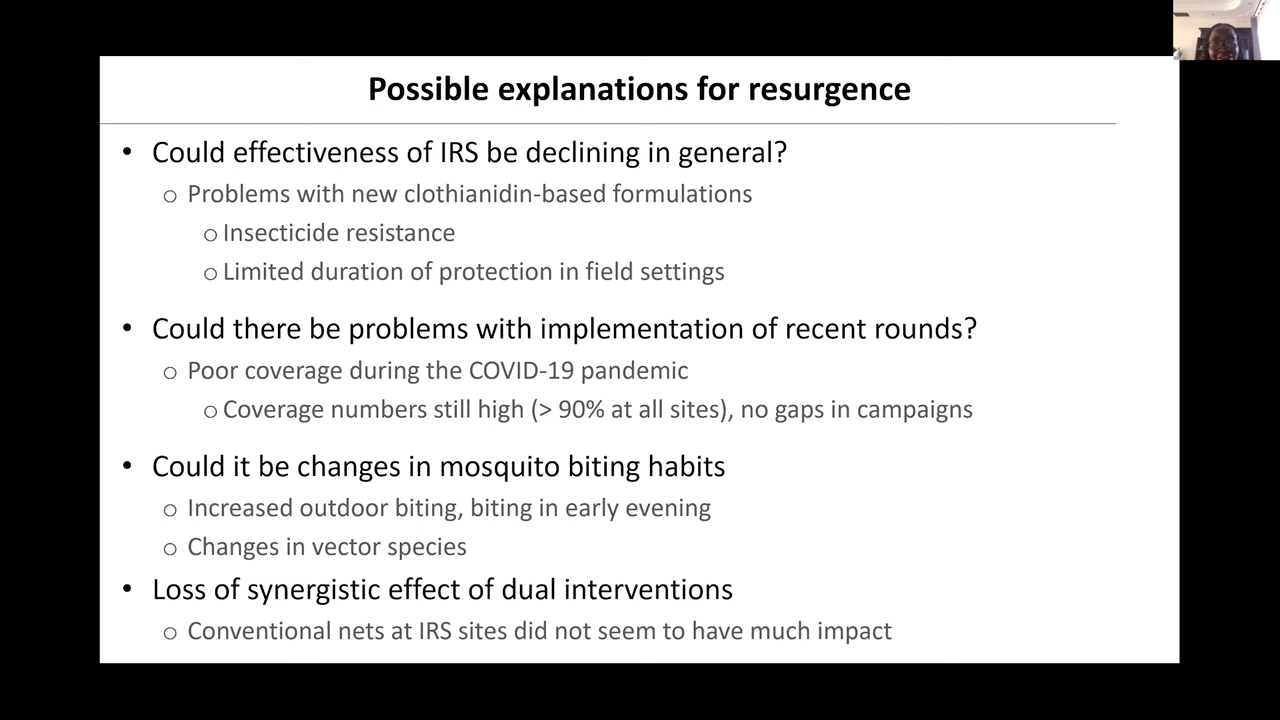 Possible explanations for resurgence
• Could effectiveness of IRS be declining in general?
o Problems with new clothianidin-based formulations
o Insecticide resistance
o Limited duration of protection in field settings
• Could there be problems with implementation of recent rounds?
o Poor coverage during the COVID-19 pandemic
o Coverage numbers still high (> 90% at all sites), no gaps in campaigns
• Could it be changes in mosquito biting habits
o Increased outdoor biting, biting in early evening
o Changes in vector species
• Loss of synergistic effect of dual interventions
o Conventional nets at IRS sites did not seem to have much impact